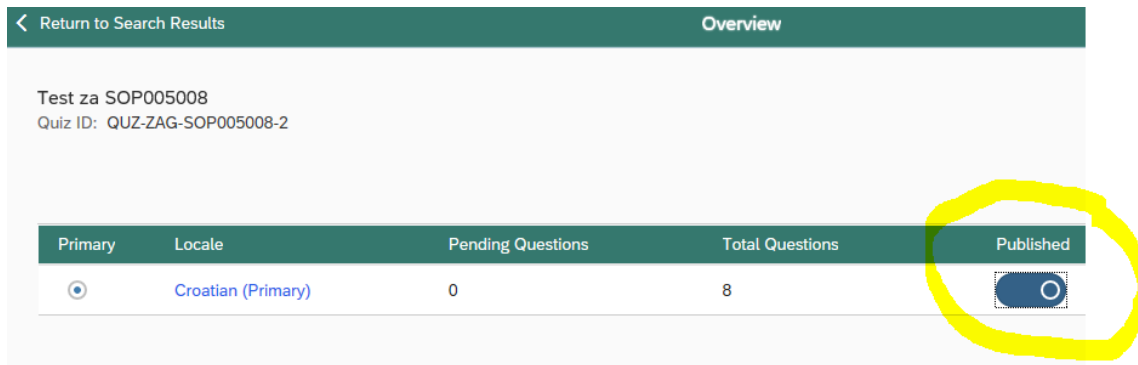 Return to Search Results Overview
Test za SOP005008
Quiz ID: QUZ-ZAG-SOP005008-2
Primary Locale Pending Questions Total Questions Published
Croatian (Primary) 0 8